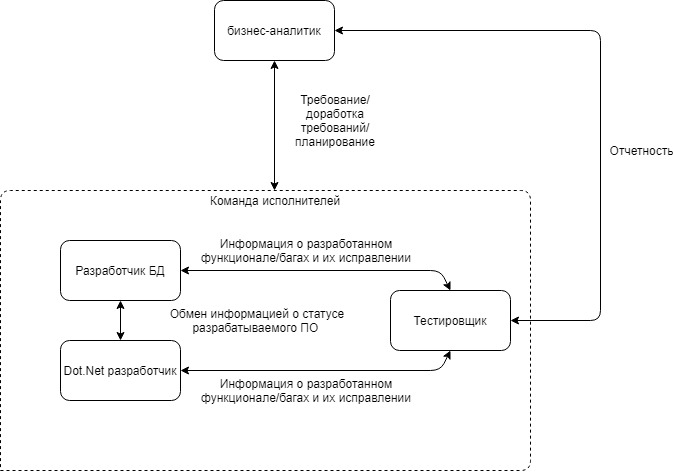 бизнес-аналитик
Требование/
доработка
требований/
планирование
Отчетность
Команда исполнителей
Информация о разработанном
функционале/багах и их исправлении
Разработчик БД
Обмен информацией о статусе
разрабатываемого ПО
Тестировщик
Dot.Net разработчик
Информация о разработанном
функционале/багах и их исправлении